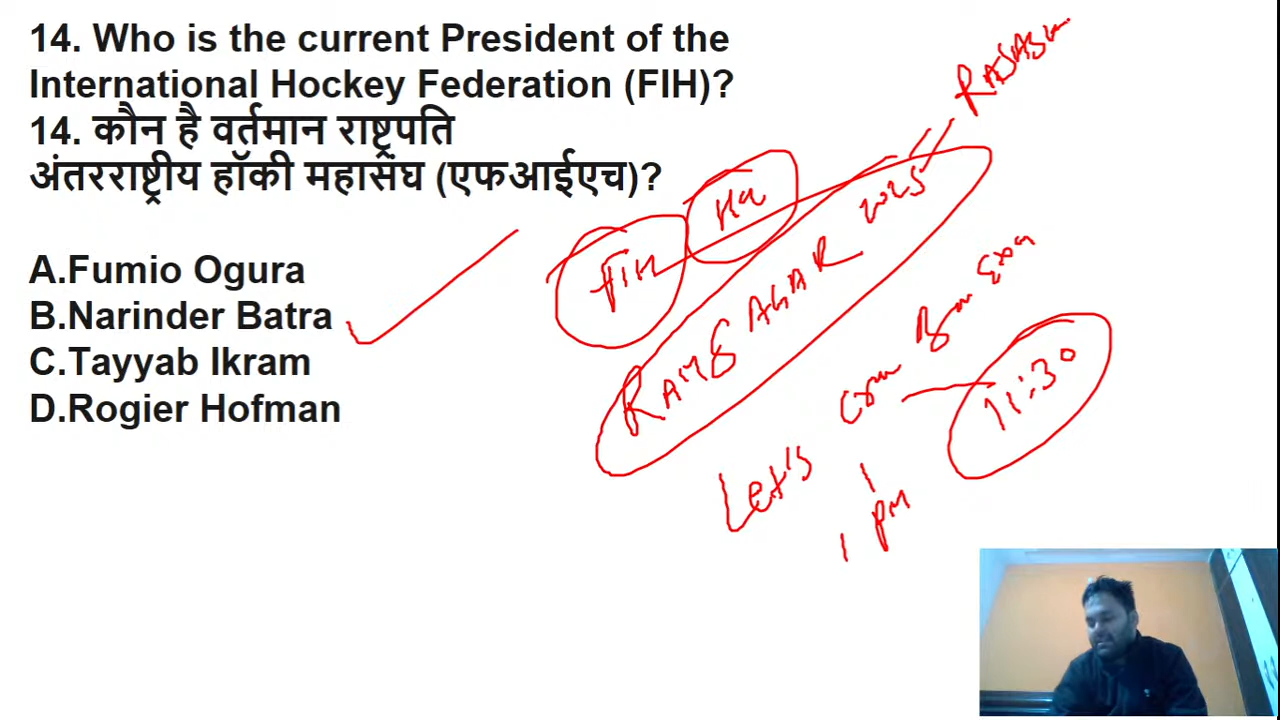 14. Who is the current President of the
International Hockey Federation (FIH)?
14. कौन है वर्तमान राष्ट्रपति
अंतरराष्ट्रीय हॉकी महासंघ (एफआईएच)?
A.Fumio Ogura
B.Narinder Batra
C.Tayyab Ikram
D.Rogier Hofman
FIH
2025
11:30
Let's
1 PM